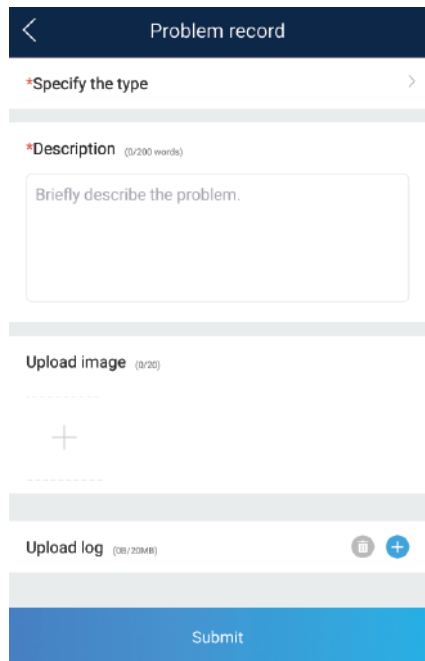 Problem record
*Specify the type
*Description (0/200 words)
Briefly describe the problem.
Upload image (0/20)
Upload log (0B/20MB)
Submit